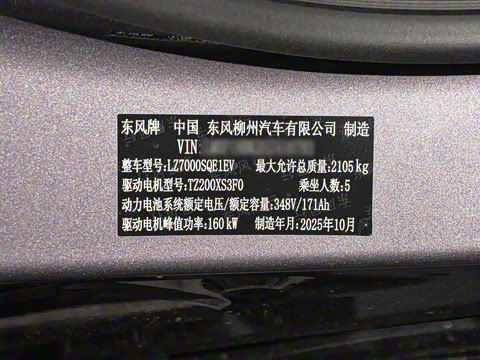 东风牌 中国 东风柳州汽车有限公司 制造
VIN
整车型号:LZ7000SQE1EV 最大允许总质量:2105kg
驱动电机型号:TZ200XS3F0 乘坐人数:5
动力电池系统额定电压/额定容量:348V/171Ah
驱动电机峰值功率:160kW 制造年月:2025年10月